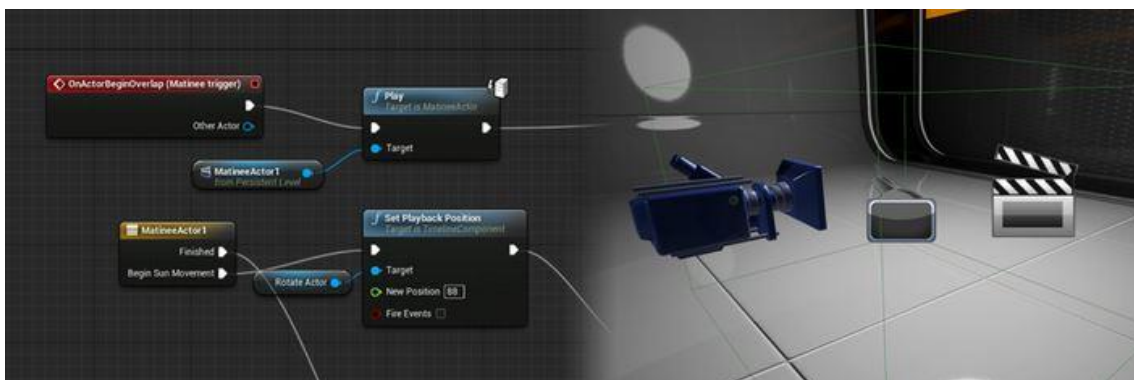 OnActorBeginOverlap (Matinee trigger)
Other Actor
Play
Target is MatineeActor
Target
MatineeActor1
from Persistent Level
MatineeActor1
Finished
Begin Sun Movement
Rotate Actor
Set Playback Position
Target is TimelineComponent
Target
New Position 88
Fire Events